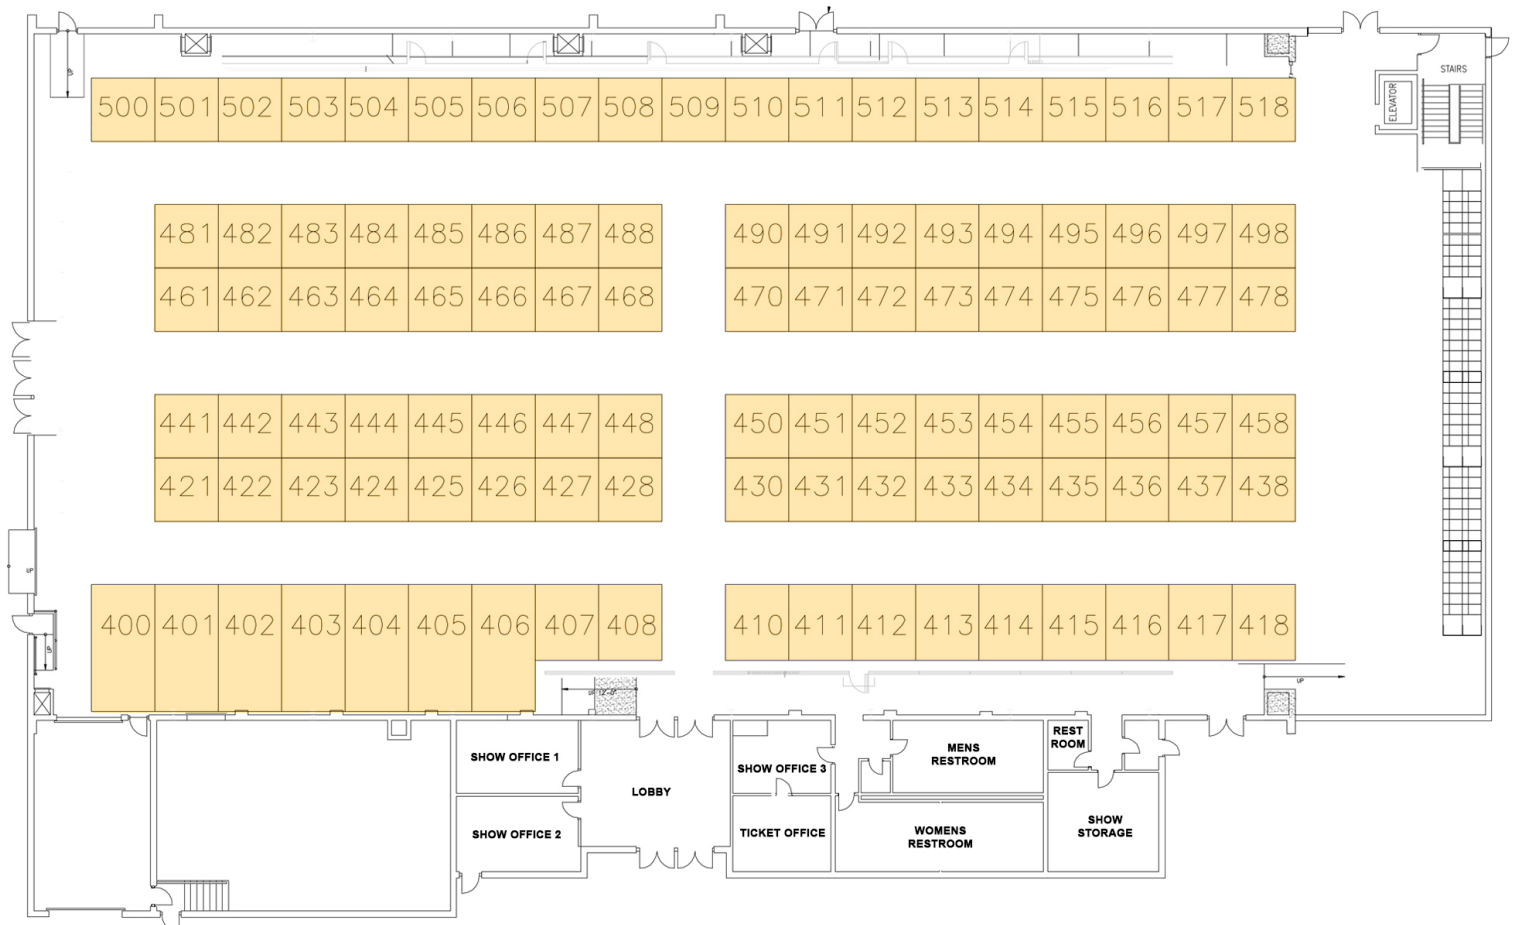 UP
STAIRS
ELEVATOR
500 501 502 503 504 505 506 507 508 509 510 511 512 513 514 515 516 517 518
481 482 483 484 485 486 487 488 490 491 492 493 494 495 496 497 498
461 462 463 464 465 466 467 468 470 471 472 473 474 475 476 477 478
441 442 443 444 445 446 447 448 450 451 452 453 454 455 456 457 458
421 422 423 424 425 426 427 428 430 431 432 433 434 435 436 437 438
UP
400 401 402 403 404 405 406 407 408 410 411 412 413 414 415 416 417 418
UP
UP 12'-0"
UP
SHOW OFFICE 1
SHOW OFFICE 2
LOBBY
SHOW OFFICE 3
TICKET OFFICE
MENS
RESTROOM
WOMENS
RESTROOM
REST
ROOM
SHOW
STORAGE